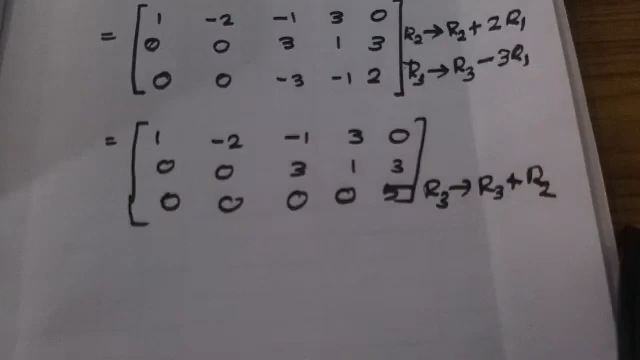 = [ 1 -2 -1 3 0 ] R₂ → R₂ + 2R₁
0 0 3 1 3
0 0 -3 -1 2 R₃ → R₃ - 3R₁
= [ 1 -2 -1 3 0 ]
0 0 3 1 3
0 0 0 0 5 R₃ → R₃ + R₂